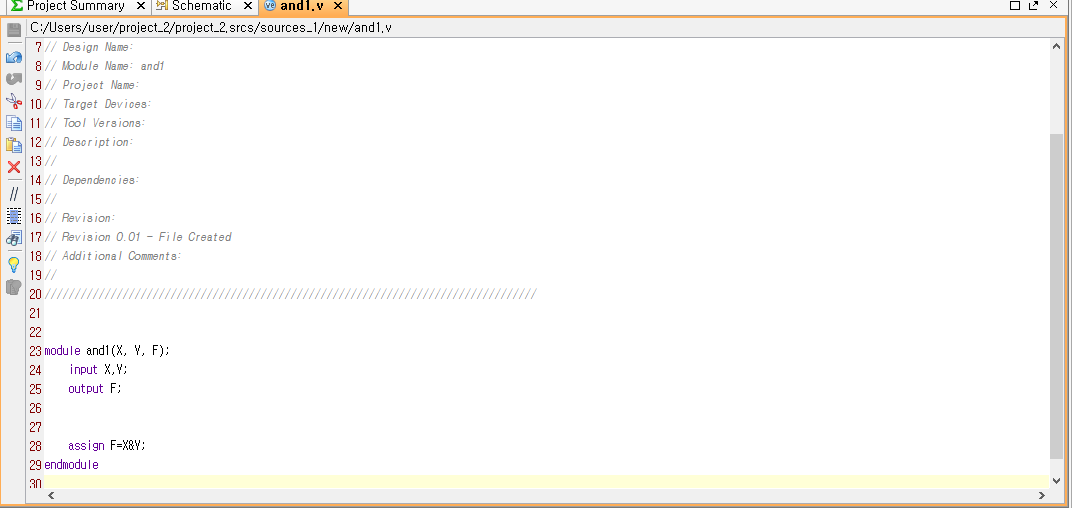 Project Summary × Schematic × and1.v ×
C:/Users/user/project_2/project_2.srcs/sources_1/new/and1.v
7 // Design Name:
8 // Module Name: and1
9 // Project Name:
10 // Target Devices:
11 // Tool Versions:
12 // Description:
13 //
14 // Dependencies:
15 //
16 // Revision:
17 // Revision 0.01 - File Created
18 // Additional Comments:
19 //
20 //////////////////////////////////////////////////////////////////////////////////
21
22
23 module and1(X, Y, F);
24 input X,Y;
25 output F;
26
27
28 assign F=X&Y;
29 endmodule
30